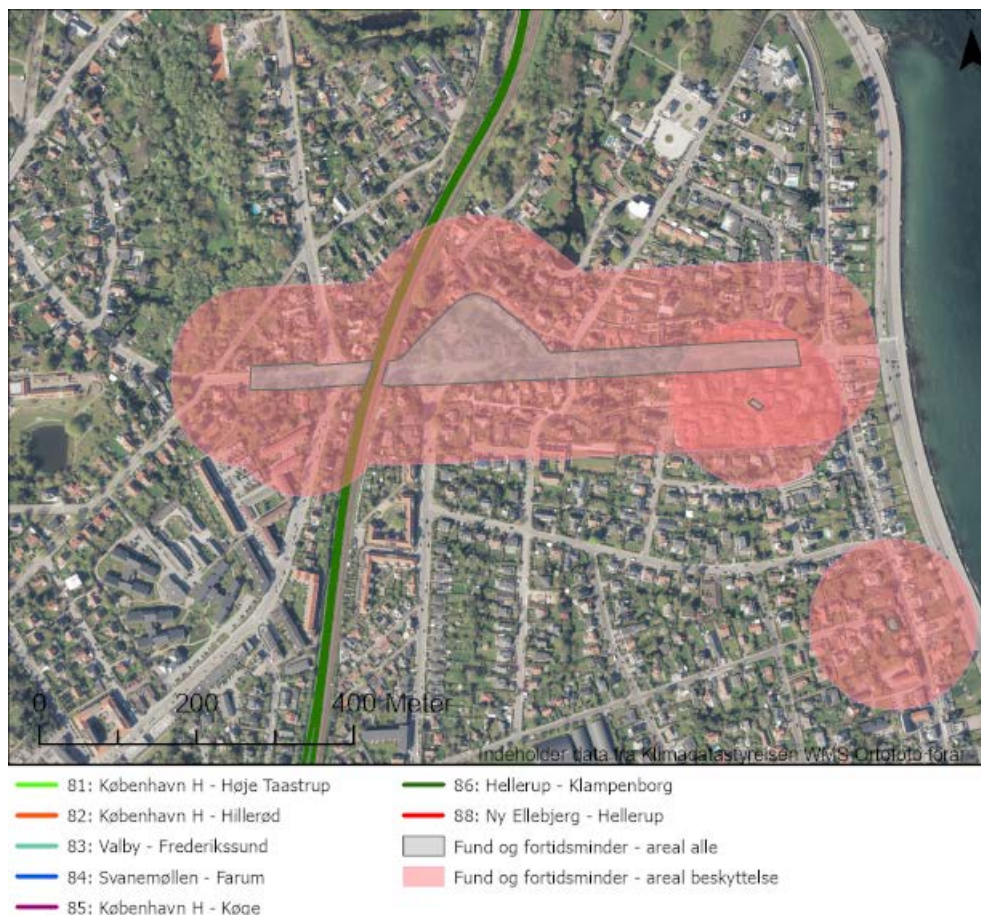 0 200 400 Meter
Indeholder data fra Klimadatastyrelsen WMS Ortofoto forår -
81: København H - Høje Taastrup
82: København H - Hillerød
83: Valby - Frederikssund
84: Svanemøllen - Farum
85: København H - Køge
86: Hellerup - Klampenborg
88: Ny Ellebjerg - Hellerup
Fund og fortidsminder - areal alle
Fund og fortidsminder - areal beskyttelse